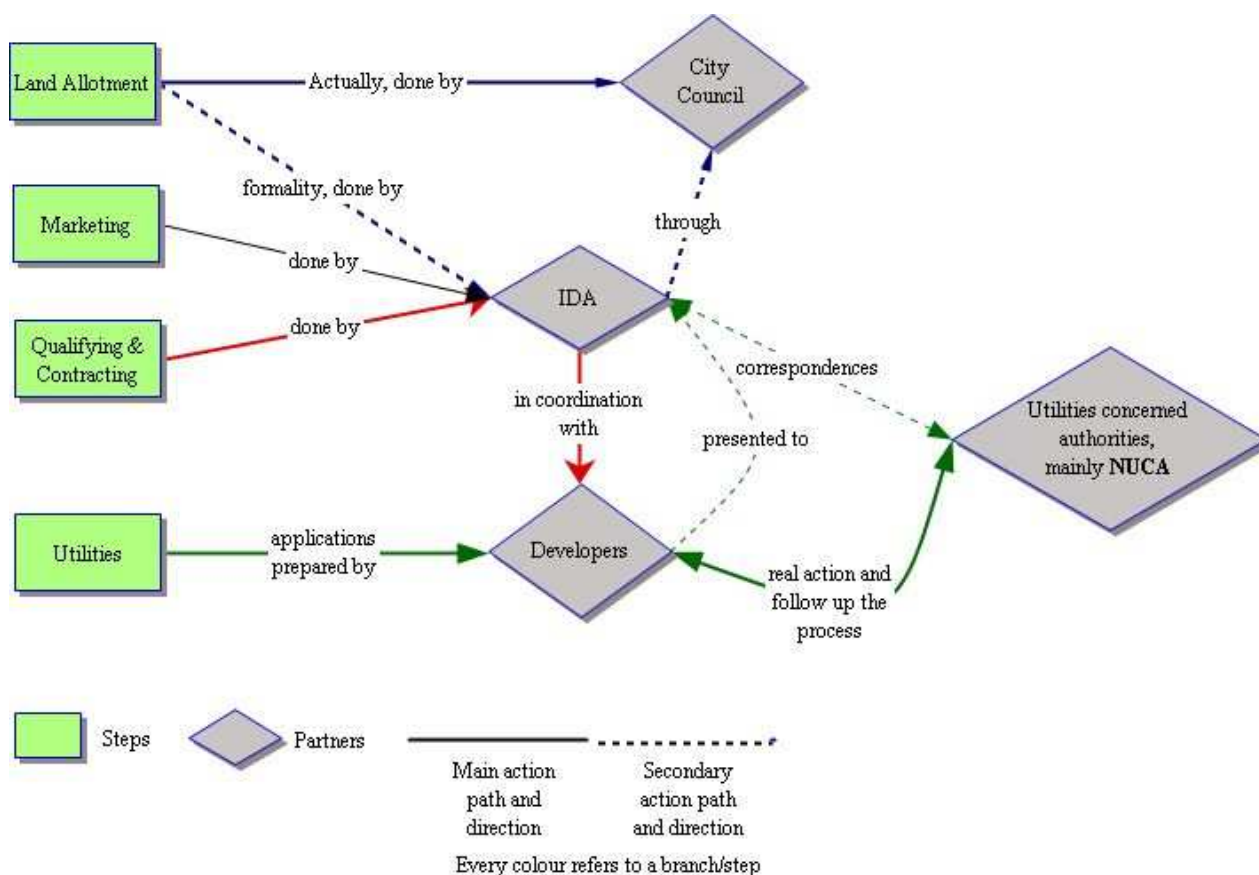 Land Allotment
Actually, done by
City
Council
formality, done by
Marketing
through
done by
IDA
done by
Qualifying &
Contracting
correspondences
in coordination
with
presented to
Utilities concerned
authorities,
mainly NUCA
Utilities
applications
prepared by
Developers
real action and
follow up the
process
Steps
Partners
Main action
path and
direction
Secondary
action path
and direction
Every colour refers to a branch/step